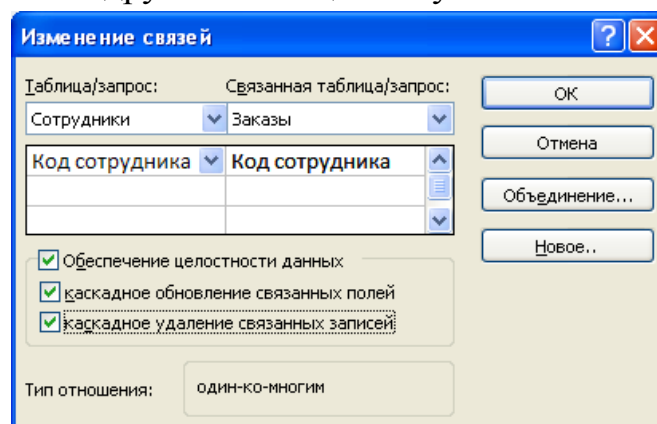 Изменение связей
Таблица/запрос: Связанная таблица/запрос:
Сотрудники Заказы
Код сотрудника Код сотрудника
Обеспечение целостности данных
каскадное обновление связанных полей
каскадное удаление связанных записей
Тип отношения: один-ко-многим
ОК
Отмена
Объединение...
Новое..